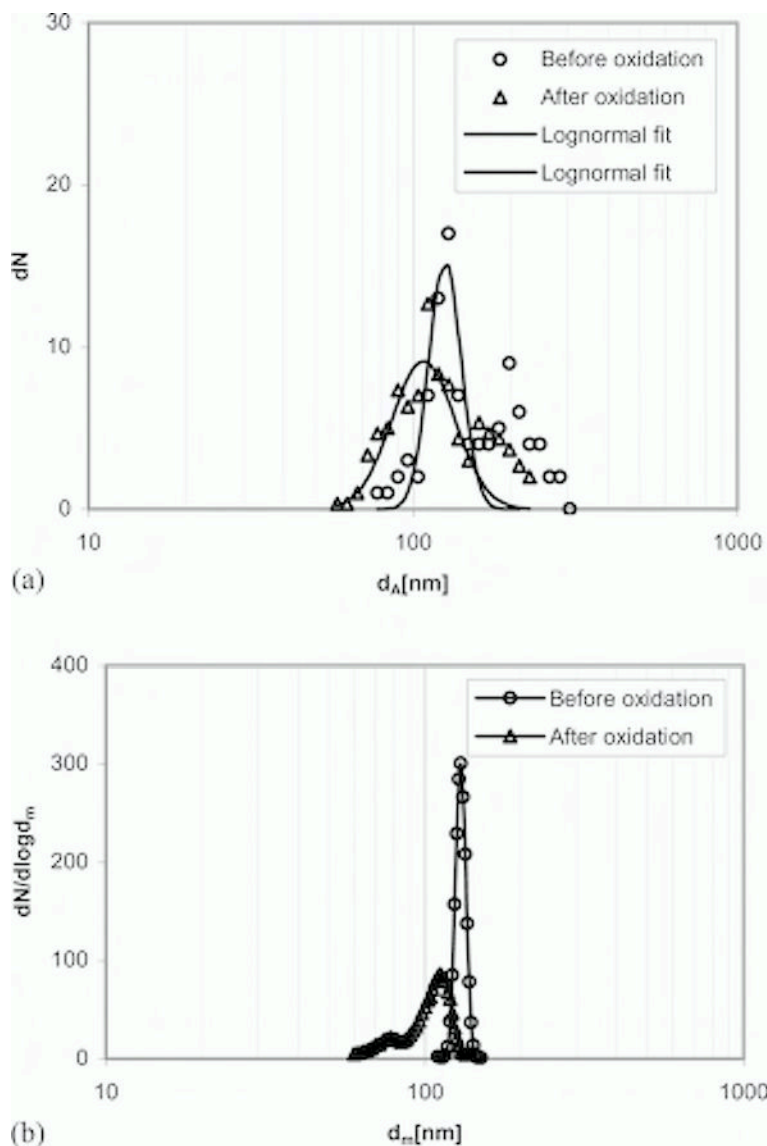 30
20
10
0
dN
Before oxidation
After oxidation
Lognormal fit
Lognormal fit
10
100
1000
(a)
dA[nm]
400
300
200
100
0
dN/dlogdm
Before oxidation
After oxidation
10
100
1000
(b)
dm[nm]